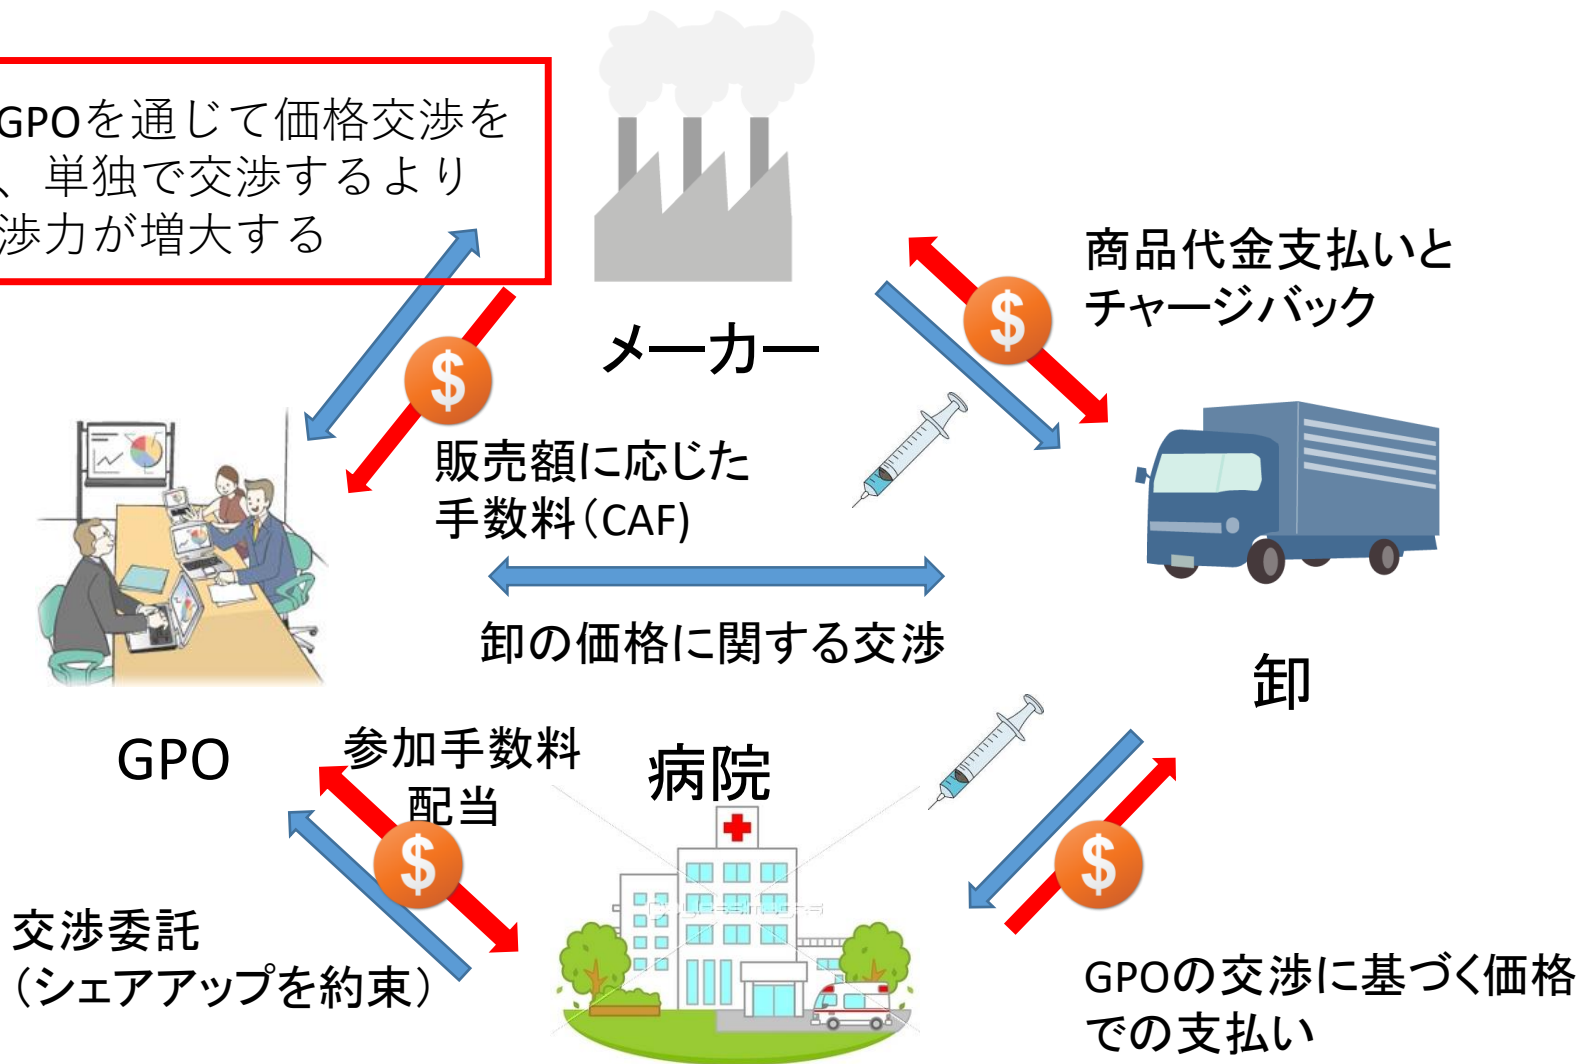 GPOを通じて価格交渉を
、単独で交渉するより
渉力が増大する
メーカー
商品代金支払いと
チャージバック
$
$
販売額に応じた
手数料（CAF)
卸の価格に関する交渉
卸
GPO
参加手数料
配当
病院
$
$
交渉委託
（シェアアップを約束）
GPOの交渉に基づく価格
での支払い